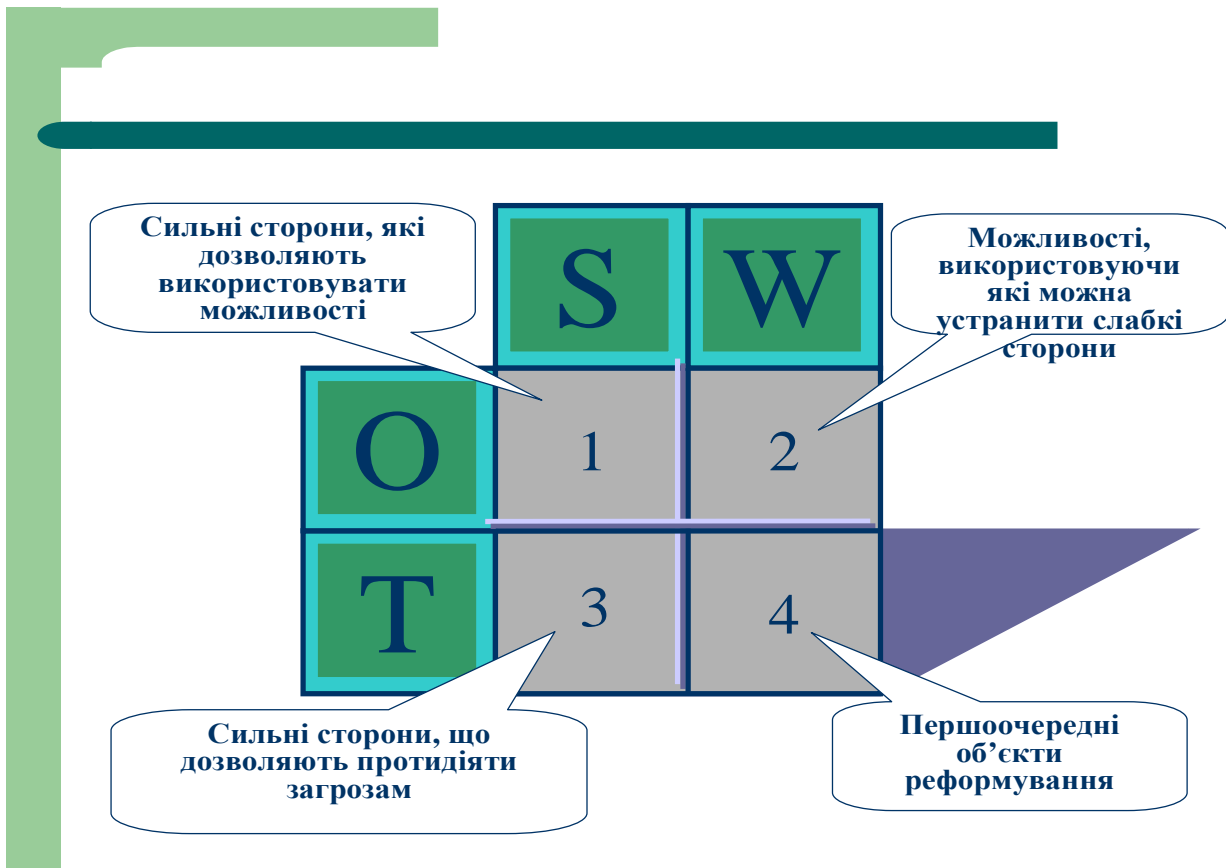 Сильні сторони, які
дозволяють
використовувати
можливості
S
W
Можливості,
використовуючи
які можна
устранити слабкі
сторони
O
1
2
T
3
4
Сильні сторони, що
дозволяють протидіяти
загрозам
Першоочередні
об’єкти
реформування